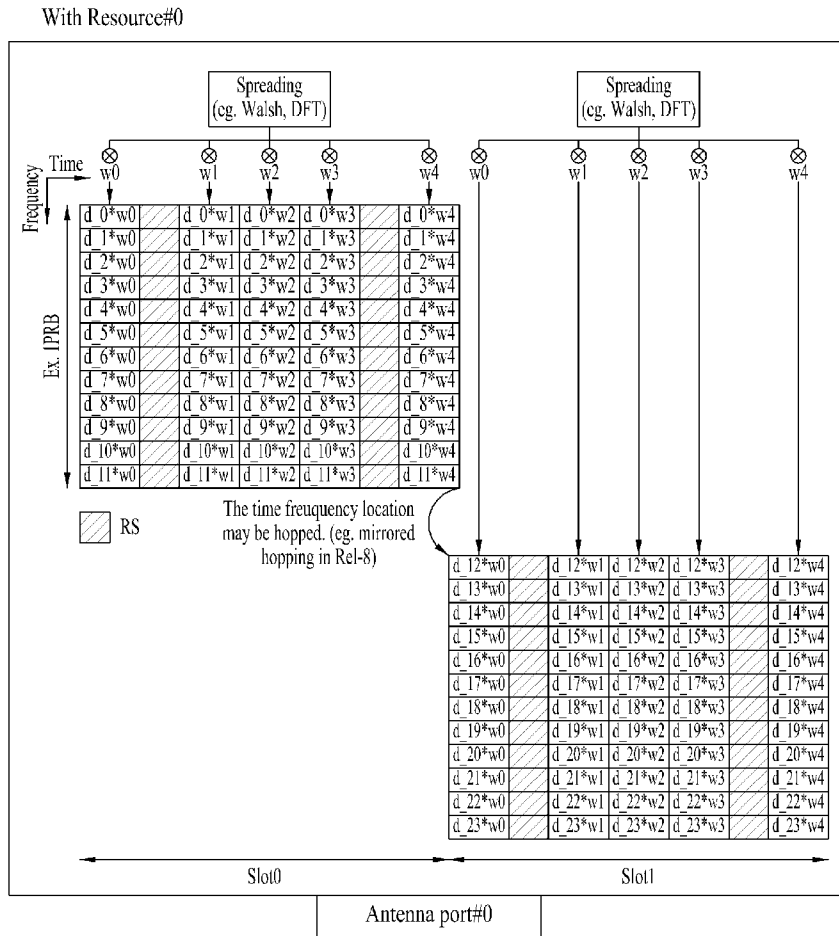 With Resource#0
Spreading
(eg. Walsh, DFT)
Spreading
(eg. Walsh, DFT)
Time
Frequency
w0 w1 w2 w3 w4 w0 w1 w2 w3 w4
Ex. 1PRB
d_0*w0 d_0*w1 d_0*w2 d_0*w3 d_0*w4
d_1*w0 d_1*w1 d_1*w2 d_1*w3 d_1*w4
d_2*w0 d_2*w1 d_2*w2 d_2*w3 d_2*w4
d_3*w0 d_3*w1 d_3*w2 d_3*w3 d_3*w4
d_4*w0 d_4*w1 d_4*w2 d_4*w3 d_4*w4
d_5*w0 d_5*w1 d_5*w2 d_5*w3 d_5*w4
d_6*w0 d_6*w1 d_6*w2 d_6*w3 d_6*w4
d_7*w0 d_7*w1 d_7*w2 d_7*w3 d_7*w4
d_8*w0 d_8*w1 d_8*w2 d_8*w3 d_8*w4
d_9*w0 d_9*w1 d_9*w2 d_9*w3 d_9*w4
d_10*w0 d_10*w1 d_10*w2 d_10*w3 d_10*w4
d_11*w0 d_11*w1 d_11*w2 d_11*w3 d_11*w4
RS
The time freuquency location
may be hopped. (eg. mirrored
hopping in Rel-8)
d_12*w0 d_12*w1 d_12*w2 d_12*w3 d_12*w4
d_13*w0 d_13*w1 d_13*w2 d_13*w3 d_13*w4
d_14*w0 d_14*w1 d_14*w2 d_14*w3 d_14*w4
d_15*w0 d_15*w1 d_15*w2 d_15*w3 d_15*w4
d_16*w0 d_16*w1 d_16*w2 d_16*w3 d_16*w4
d_17*w0 d_17*w1 d_17*w2 d_17*w3 d_17*w4
d_18*w0 d_18*w1 d_18*w2 d_18*w3 d_18*w4
d_19*w0 d_19*w1 d_19*w2 d_19*w3 d_19*w4
d_20*w0 d_20*w1 d_20*w2 d_20*w3 d_20*w4
d_21*w0 d_21*w1 d_21*w2 d_21*w3 d_21*w4
d_22*w0 d_22*w1 d_22*w2 d_22*w3 d_22*w4
d_23*w0 d_23*w1 d_23*w2 d_23*w3 d_23*w4
Slot0 Slot1
Antenna port#0